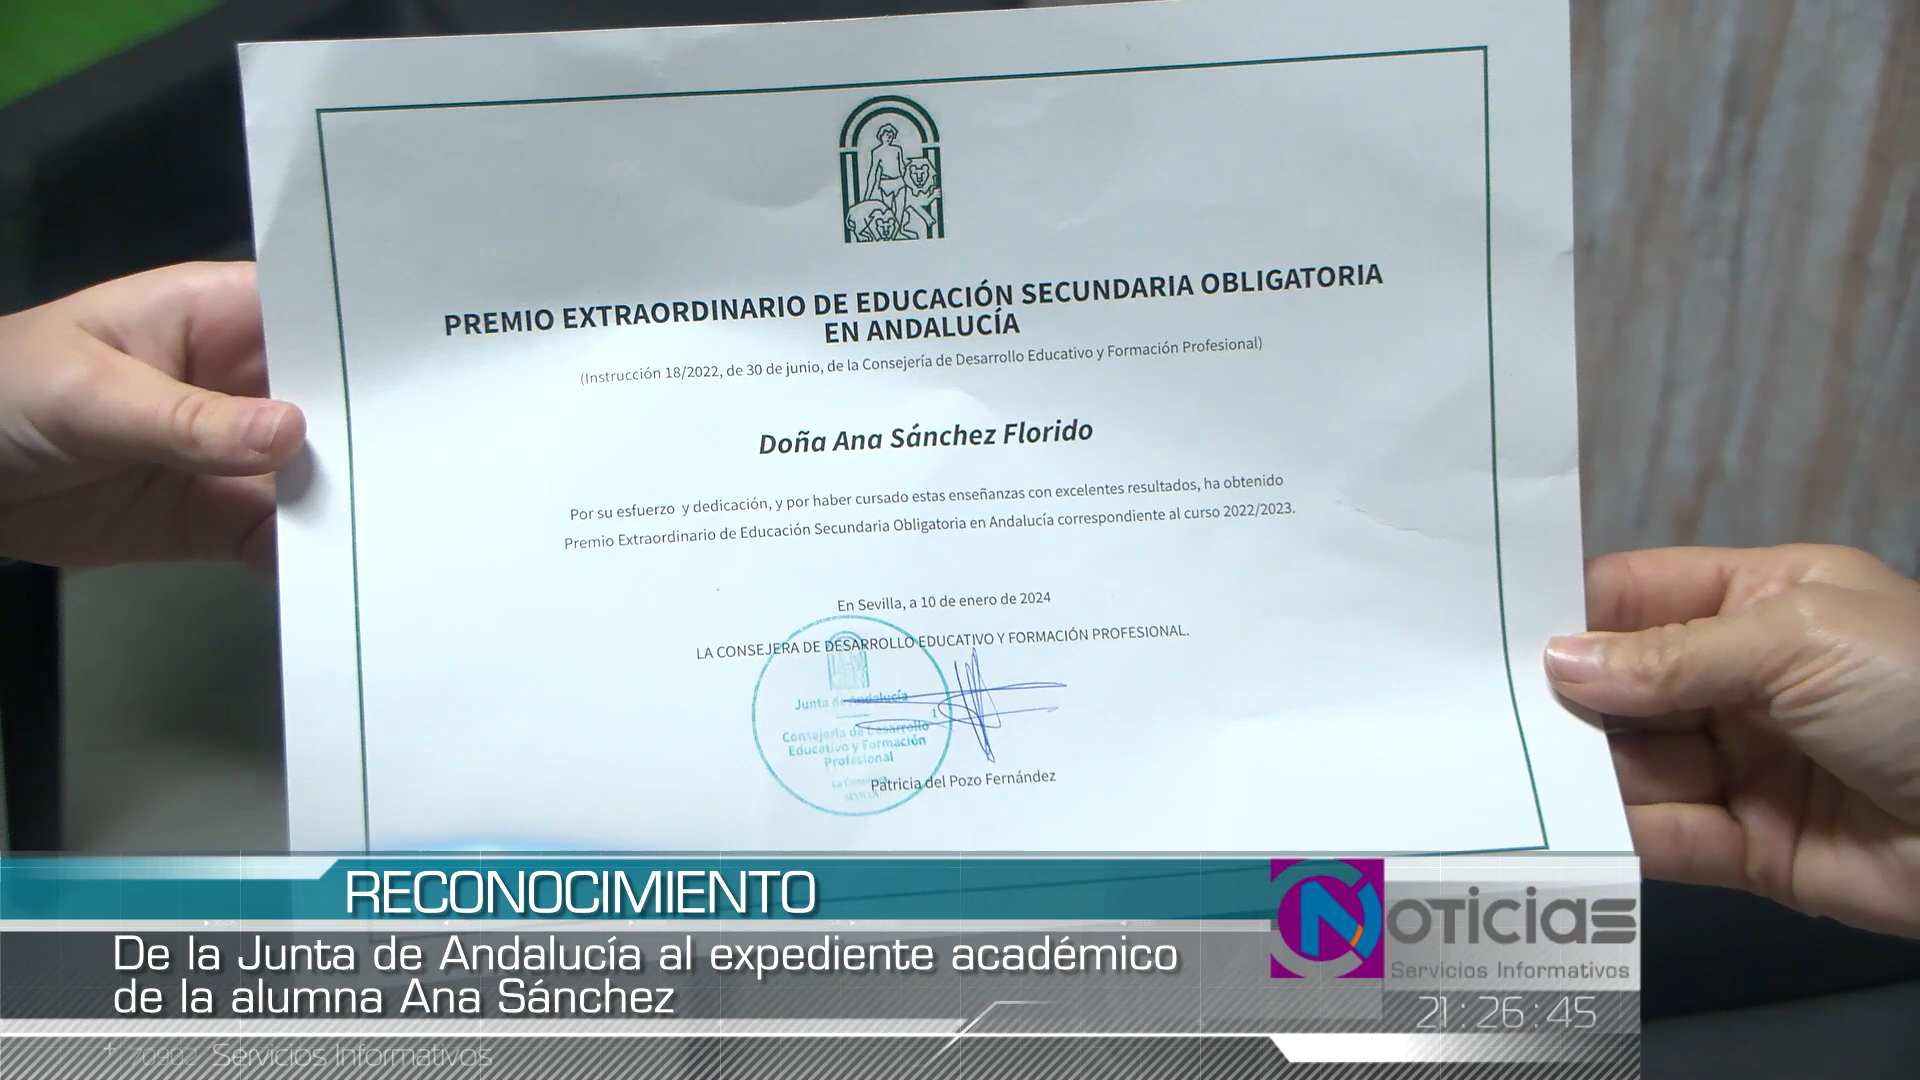 PREMIO EXTRAORDINARIO DE EDUCACIÓN SECUNDARIA OBLIGATORIA
EN ANDALUCÍA
(Instrucción 18/2022, de 30 de junio, de la Consejería de Desarrollo Educativo y Formación Profesional)
Doña Ana Sánchez Florido
Por su esfuerzo y dedicación, y por haber cursado estas enseñanzas con excelentes resultados, ha obtenido
Premio Extraordinario de Educación Secundaria Obligatoria en Andalucía correspondiente al curso 2022/2023.
En Sevilla, a 10 de enero de 2024
LA CONSEJERA DE DESARROLLO EDUCATIVO Y FORMACIÓN PROFESIONAL.
Junta de Andalucía
1
Consejería de Desarrollo
Educativo y Formación
Profesional
SEVILLA
Patricia del Pozo Fernández
RECONOCIMIENTO
De la Junta de Andalucía al expediente académico
de la alumna Ana Sánchez
Noticias
Servicios Informativos
21:26:45
70902 Servicios Informativos